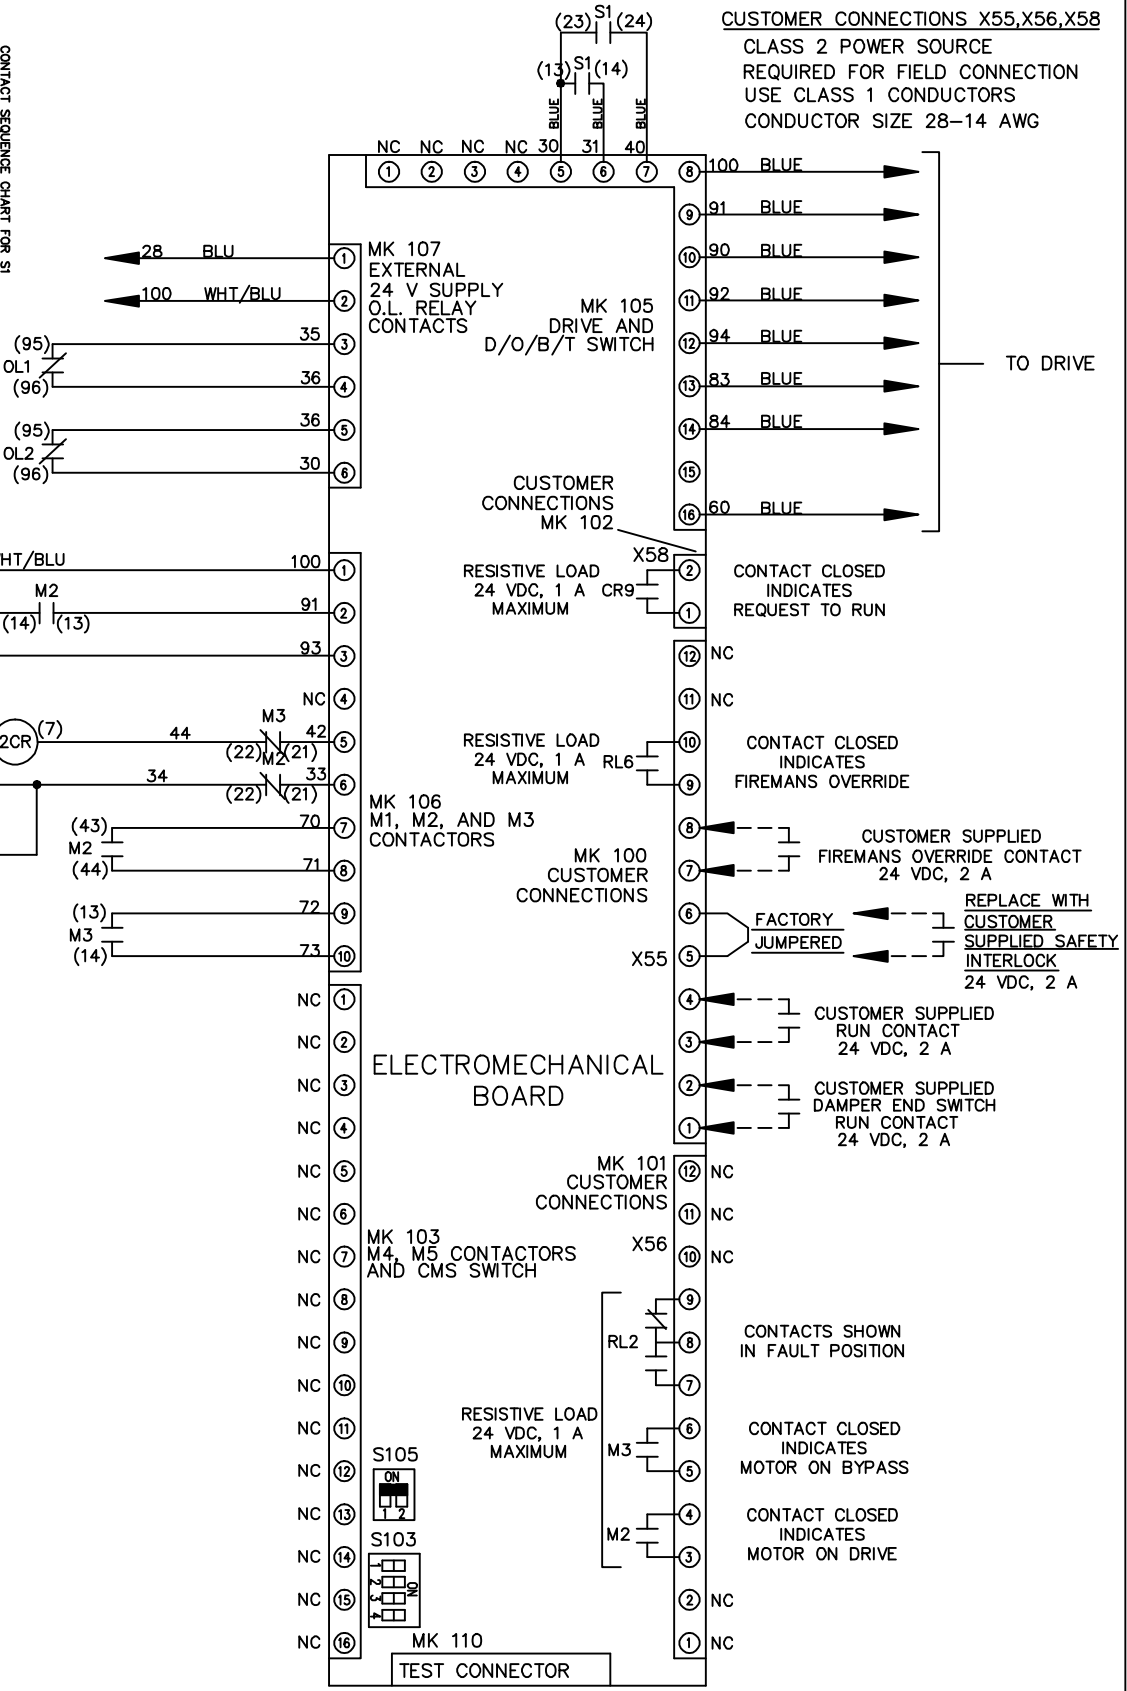 CONTACT SEQUENCE CHART FOR S1
CUSTOMER CONNECTIONS X55,X56,X58
CLASS 2 POWER SOURCE
REQUIRED FOR FIELD CONNECTION
USE CLASS 1 CONDUCTORS
CONDUCTOR SIZE 28-14 AWG
(23) S1 (24)
(13) S1 (14)
BLUE BLUE BLUE
NC NC NC NC 30 31 40
1 2 3 4 5 6 7
8 100 BLUE
9 91 BLUE
10 90 BLUE
11 92 BLUE
12 94 BLUE
13 83 BLUE
14 84 BLUE
15
16 60 BLUE
TO DRIVE
MK 105
DRIVE AND
D/O/B/T SWITCH
28 BLU 1
100 WHT/BLU 2
(95) 35 3
OL1
(96) 36 4
(95) 36 5
OL2
(96) 30 6
MK 107
EXTERNAL
24 V SUPPLY
O.L. RELAY
CONTACTS
CUSTOMER
CONNECTIONS
MK 102
X58
2
1
RESISTIVE LOAD
24 VDC, 1 A CR9
MAXIMUM
CONTACT CLOSED
INDICATES
REQUEST TO RUN
HT/BLU 100 1
M2
(14) (13) 91 2
93 3
NC 4
2CR (7) 44 M3 (22) (21) 42 5
34 M2 (22) (21) 33 6
(43) 70 7
M2
(44) 71 8
(13) 72 9
M3
(14) 73 10
MK 106
M1, M2, AND M3
CONTACTORS
12 NC
11 NC
10
9
RESISTIVE LOAD
24 VDC, 1 A RL6
MAXIMUM
CONTACT CLOSED
INDICATES
FIREMANS OVERRIDE
8
7
CUSTOMER SUPPLIED
FIREMANS OVERRIDE CONTACT
24 VDC, 2 A
MK 100
CUSTOMER
CONNECTIONS
X55
6
5
FACTORY
JUMPERED
REPLACE WITH
CUSTOMER
SUPPLIED SAFETY
INTERLOCK
24 VDC, 2 A
4
3
CUSTOMER SUPPLIED
RUN CONTACT
24 VDC, 2 A
2
1
CUSTOMER SUPPLIED
DAMPER END SWITCH
RUN CONTACT
24 VDC, 2 A
ELECTROMECHANICAL
BOARD
NC 1
NC 2
NC 3
NC 4
NC 5
NC 6
NC 7
NC 8
NC 9
NC 10
NC 11
NC 12
NC 13
NC 14
NC 15
NC 16
MK 103
M4, M5 CONTACTORS
AND CMS SWITCH
MK 101
CUSTOMER
CONNECTIONS
X56
12 NC
11 NC
10 NC
9
RL2 8
7
CONTACTS SHOWN
IN FAULT POSITION
RESISTIVE LOAD
24 VDC, 1 A
MAXIMUM
6
M3
5
CONTACT CLOSED
INDICATES
MOTOR ON BYPASS
4
M2
3
CONTACT CLOSED
INDICATES
MOTOR ON DRIVE
2 NC
1 NC
S105
ON
1 2
S103
1
2
3
4
ON
MK 110
TEST CONNECTOR